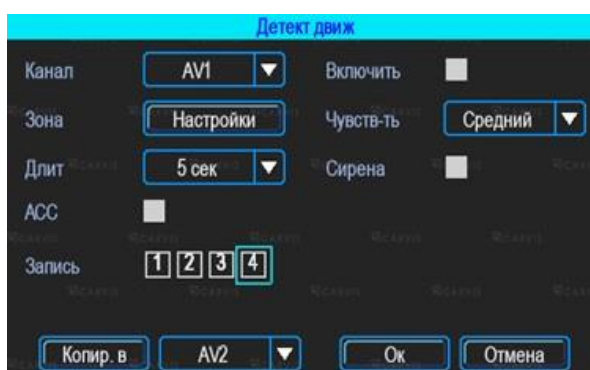 Детект движ
Канал AV1 Включить
Зона Настройки Чувств-ть Средний
Длит 5 сек Сирена
ACC
Запись 1 2 3 4
Копир. в AV2 Ок Отмена